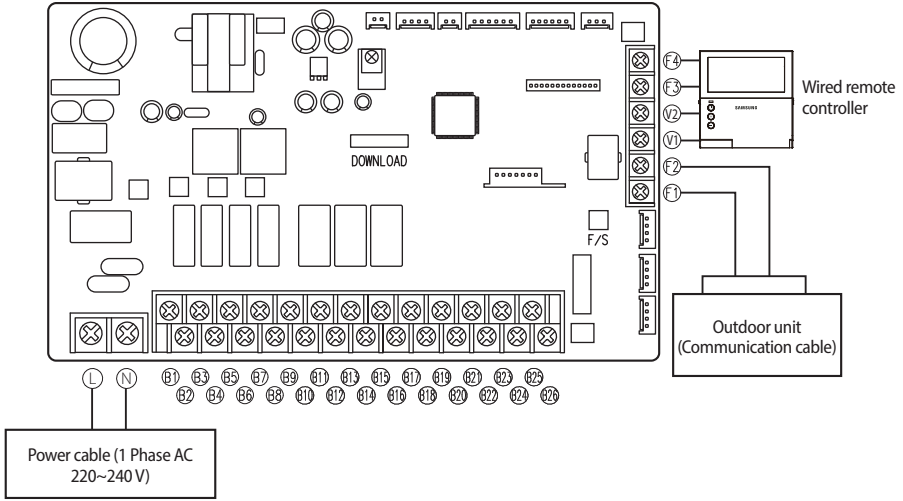 F4
F3
V2
V1
F2
F1
SAMSUNG
Wired remote
controller
DOWNLOAD
F/S
Outdoor unit
(Communication cable)
L N
B1 B3 B5 B7 B9 B11 B13 B15 B17 B19 B21 B23 B25
B2 B4 B6 B8 B10 B12 B14 B16 B18 B20 B22 B24 B26
Power cable (1 Phase AC
220~240 V)